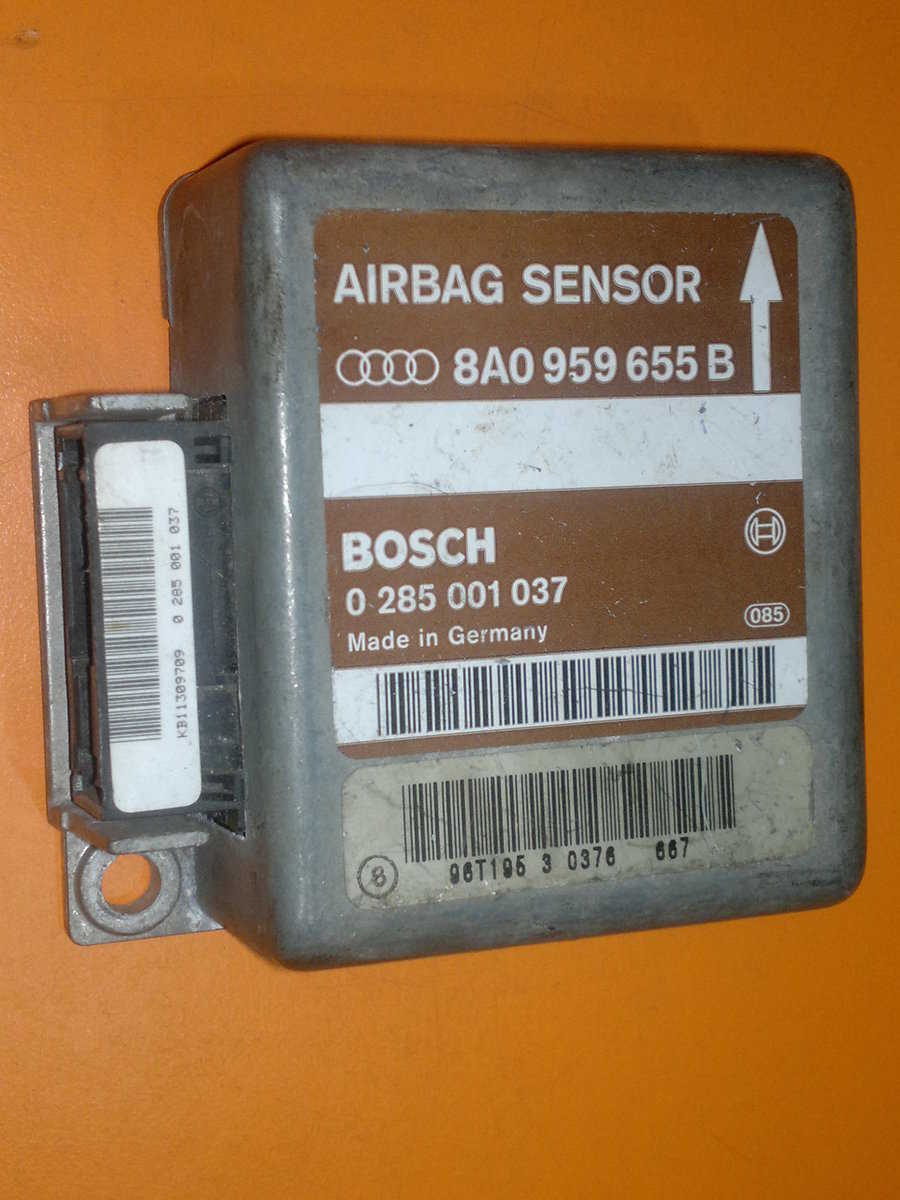 AIRBAG SENSOR
8A0 959 655 B
BOSCH
0 285 001 037
Made in Germany
085
8
96T195 3 0376 667
KB11309709 0 285 001 037